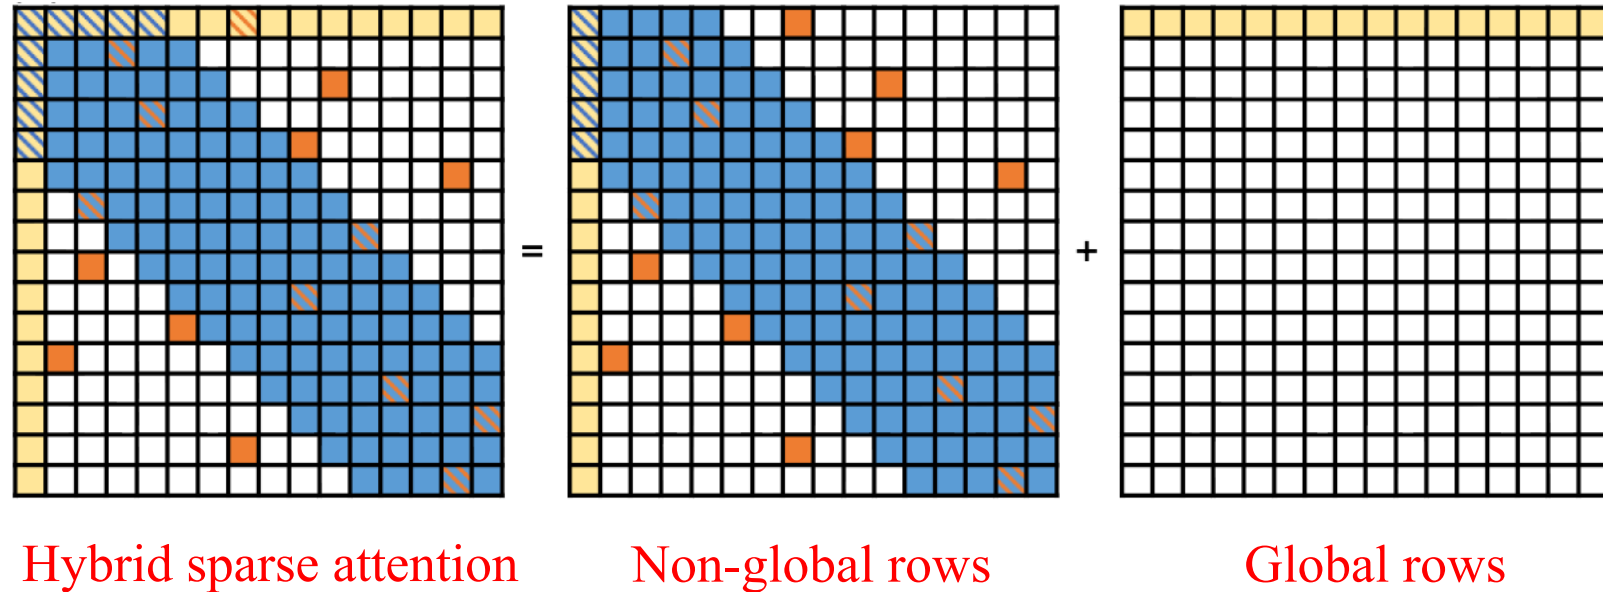 = +
Hybrid sparse attention Non-global rows Global rows